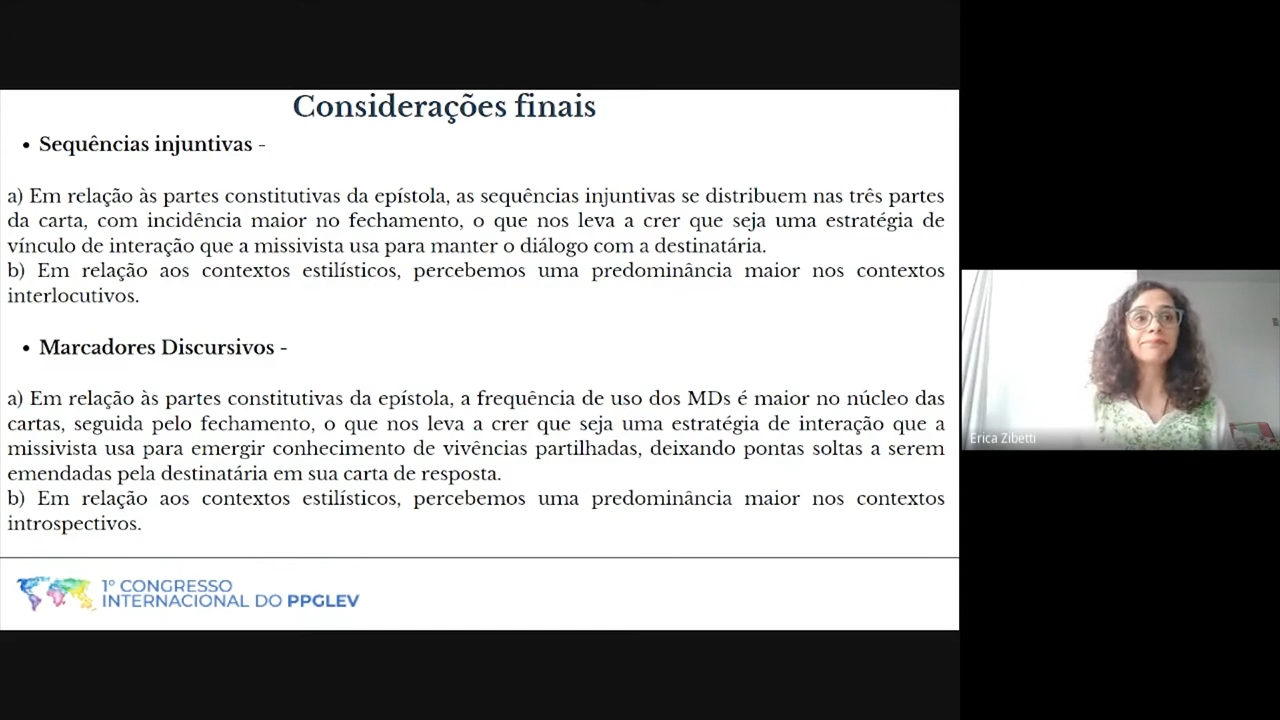 Considerações finais
• Sequências injuntivas -
a) Em relação às partes constitutivas da epístola, as sequências injuntivas se distribuem nas três partes
da carta, com incidência maior no fechamento, o que nos leva a crer que seja uma estratégia de
vínculo de interação que a missivista usa para manter o diálogo com a destinatária.
b) Em relação aos contextos estilísticos, percebemos uma predominância maior nos contextos
interlocutivos.
• Marcadores Discursivos -
a) Em relação às partes constitutivas da epístola, a frequência de uso dos MDs é maior no núcleo das
cartas, seguida pelo fechamento, o que nos leva a crer que seja uma estratégia de interação que a
missivista usa para emergir conhecimento de vivências partilhadas, deixando pontas soltas a serem
emendadas pela destinatária em sua carta de resposta.
b) Em relação aos contextos estilísticos, percebemos uma predominância maior nos contextos
introspectivos.
1º CONGRESSO
INTERNACIONAL DO PPGLEV
Erica Zibetti